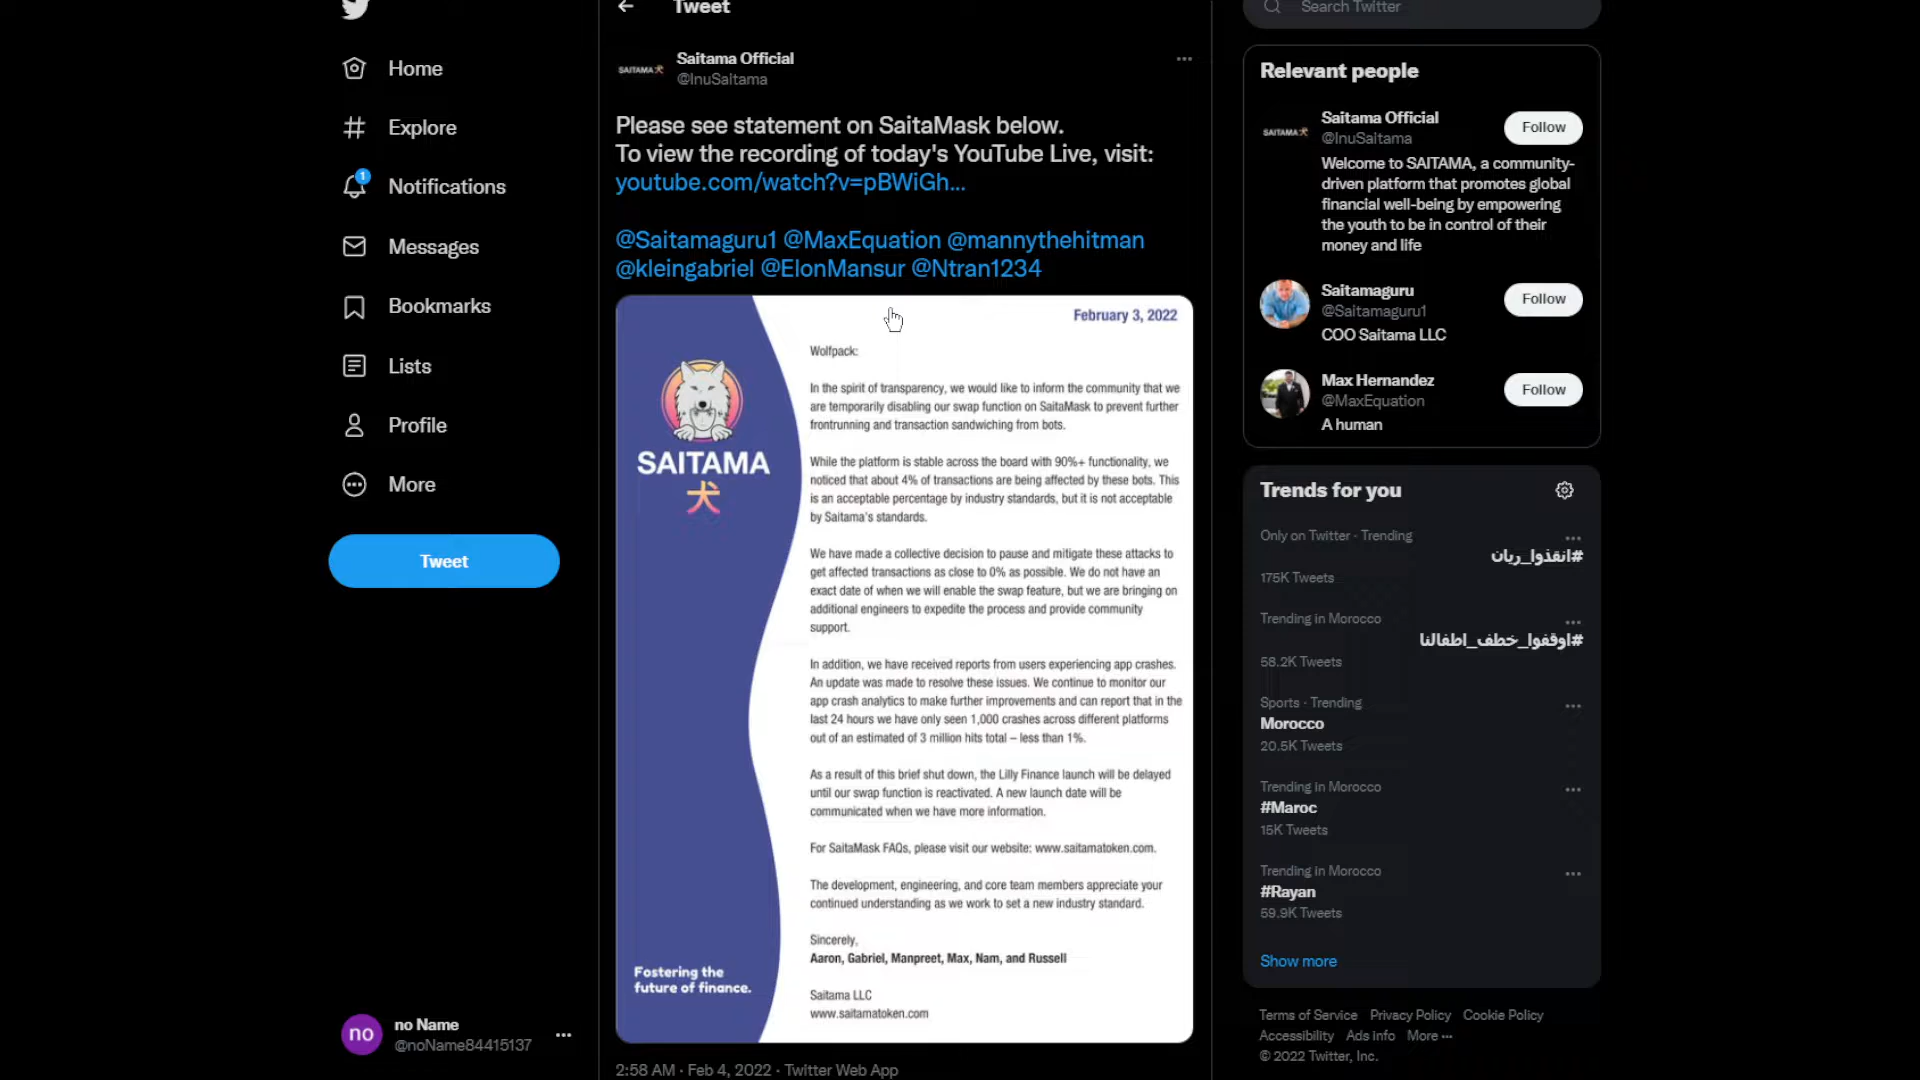 Home
Explore
1
Notifications
Messages
Bookmarks
Lists
Profile
More
Tweet
no
no Name
@noName84415137
Tweet
SAITAMA犬
Saitama Official
@InuSaitama
Please see statement on SaitaMask below.
To view the recording of today's YouTube Live, visit:
youtube.com/watch?v=pBWiGh...
@Saitamaguru1 @MaxEquation @mannythehitman
@kleingabriel @ElonMansur @Ntran1234
SAITAMA
犬
Fostering the
future of finance.
February 3, 2022
Wolfpack:
In the spirit of transparency, we would like to inform the community that we
are temporarily disabling our swap function on SaitaMask to prevent further
frontrunning and transaction sandwiching from bots.
While the platform is stable across the board with 90%+ functionality, we
noticed that about 4% of transactions are being affected by these bots. This
is an acceptable percentage by industry standards, but it is not acceptable
by Saitama's standards.
We have made a collective decision to pause and mitigate these attacks to
get affected transactions as close to 0% as possible. We do not have an
exact date of when we will enable the swap feature, but we are bringing on
additional engineers to expedite the process and provide community
support.
In addition, we have received reports from users experiencing app crashes.
An update was made to resolve these issues. We continue to monitor our
app crash analytics to make further improvements and can report that in the
last 24 hours we have only seen 1,000 crashes across different platforms
out of an estimated of 3 million hits total – less than 1%.
As a result of this brief shut down, the Lilly Finance launch will be delayed
until our swap function is reactivated. A new launch date will be
communicated when we have more information.
For SaitaMask FAQs, please visit our website: www.saitamatoken.com.
The development, engineering, and core team members appreciate your
continued understanding as we work to set a new industry standard.
Sincerely,
Aaron, Gabriel, Manpreet, Max, Nam, and Russell
Saitama LLC
www.saitamatoken.com
2:58 AM · Feb 4, 2022 · Twitter Web App
Search Twitter
Relevant people
SAITAMA犬
Saitama Official
@InuSaitama
Follow
Welcome to SAITAMA, a community-
driven platform that promotes global
financial well-being by empowering
the youth to be in control of their
money and life
Saitamaguru
@Saitamaguru1
Follow
COO Saitama LLC
Max Hernandez
@MaxEquation
Follow
A human
Trends for you
Only on Twitter · Trending
#انقذوا_ريان
175K Tweets
Trending in Morocco
#اوقفوا_خطف_اطفالنا
58.2K Tweets
Sports · Trending
Morocco
20.5K Tweets
Trending in Morocco
#Maroc
15K Tweets
Trending in Morocco
#Rayan
59.9K Tweets
Show more
Terms of Service Privacy Policy Cookie Policy
Accessibility Ads info More ...
© 2022 Twitter, Inc.